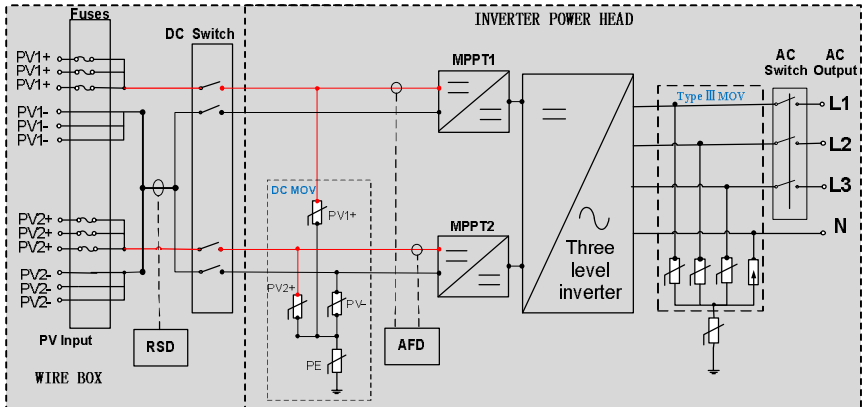 Fuses
INVERTER POWER HEAD
DC Switch
MPPT1
AC
Switch
AC
Output
PV1+
PV1+
PV1+
Type Ⅲ MOV
L1
PV1-
PV1-
PV1-
L2
DC MOV
L3
PV1+
PV2+
PV2+
PV2+
MPPT2
N
Three
level
inverter
PV2-
PV2-
PV2-
PV2+
PV-
PV Input
RSD
AFD
PE
WIRE BOX